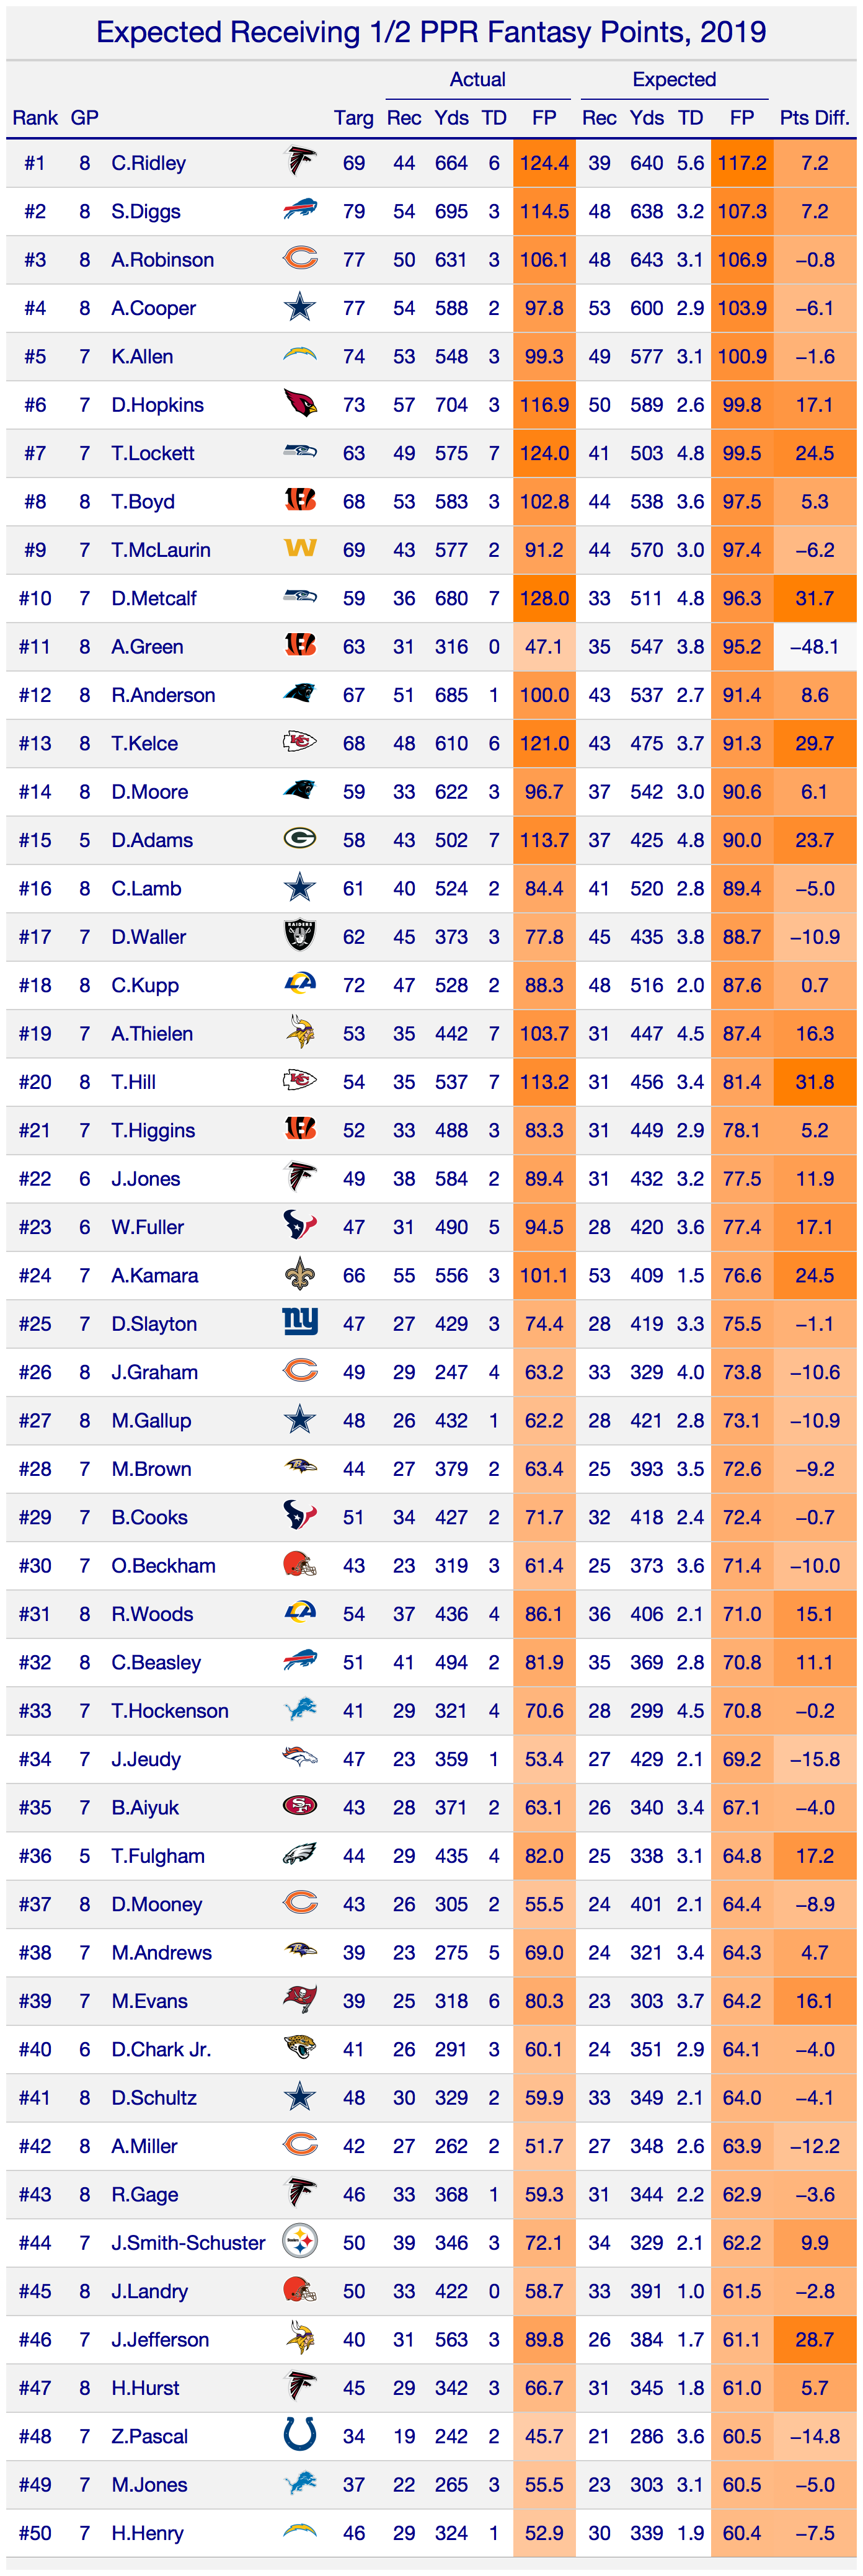 Expected Receiving 1/2 PPR Fantasy Points, 2019
Actual Expected
Rank GP Targ Rec Yds TD FP Rec Yds TD FP Pts Diff.
#1 8 C.Ridley 69 44 664 6 124.4 39 640 5.6 117.2 7.2
#2 8 S.Diggs 79 54 695 3 114.5 48 638 3.2 107.3 7.2
#3 8 A.Robinson 77 50 631 3 106.1 48 643 3.1 106.9 −0.8
#4 8 A.Cooper 77 54 588 2 97.8 53 600 2.9 103.9 −6.1
#5 7 K.Allen 74 53 548 3 99.3 49 577 3.1 100.9 −1.6
#6 7 D.Hopkins 73 57 704 3 116.9 50 589 2.6 99.8 17.1
#7 7 T.Lockett 63 49 575 7 124.0 41 503 4.8 99.5 24.5
#8 8 T.Boyd 68 53 583 3 102.8 44 538 3.6 97.5 5.3
#9 7 T.McLaurin W 69 43 577 2 91.2 44 570 3.0 97.4 −6.2
#10 7 D.Metcalf 59 36 680 7 128.0 33 511 4.8 96.3 31.7
#11 8 A.Green 63 31 316 0 47.1 35 547 3.8 95.2 −48.1
#12 8 R.Anderson 67 51 685 1 100.0 43 537 2.7 91.4 8.6
#13 8 T.Kelce KC 68 48 610 6 121.0 43 475 3.7 91.3 29.7
#14 8 D.Moore 59 33 622 3 96.7 37 542 3.0 90.6 6.1
#15 5 D.Adams G 58 43 502 7 113.7 37 425 4.8 90.0 23.7
#16 8 C.Lamb 61 40 524 2 84.4 41 520 2.8 89.4 −5.0
#17 7 D.Waller RAIDERS 62 45 373 3 77.8 45 435 3.8 88.7 −10.9
#18 8 C.Kupp LA 72 47 528 2 88.3 48 516 2.0 87.6 0.7
#19 7 A.Thielen 53 35 442 7 103.7 31 447 4.5 87.4 16.3
#20 8 T.Hill KC 54 35 537 7 113.2 31 456 3.4 81.4 31.8
#21 7 T.Higgins 52 33 488 3 83.3 31 449 2.9 78.1 5.2
#22 6 J.Jones 49 38 584 2 89.4 31 432 3.2 77.5 11.9
#23 6 W.Fuller 47 31 490 5 94.5 28 420 3.6 77.4 17.1
#24 7 A.Kamara 66 55 556 3 101.1 53 409 1.5 76.6 24.5
#25 7 D.Slayton ny 47 27 429 3 74.4 28 419 3.3 75.5 −1.1
#26 8 J.Graham 49 29 247 4 63.2 33 329 4.0 73.8 −10.6
#27 8 M.Gallup 48 26 432 1 62.2 28 421 2.8 73.1 −10.9
#28 7 M.Brown 44 27 379 2 63.4 25 393 3.5 72.6 −9.2
#29 7 B.Cooks 51 34 427 2 71.7 32 418 2.4 72.4 −0.7
#30 7 O.Beckham 43 23 319 3 61.4 25 373 3.6 71.4 −10.0
#31 8 R.Woods LA 54 37 436 4 86.1 36 406 2.1 71.0 15.1
#32 8 C.Beasley 51 41 494 2 81.9 35 369 2.8 70.8 11.1
#33 7 T.Hockenson 41 29 321 4 70.6 28 299 4.5 70.8 −0.2
#34 7 J.Jeudy 47 23 359 1 53.4 27 429 2.1 69.2 −15.8
#35 7 B.Aiyuk SF 43 28 371 2 63.1 26 340 3.4 67.1 −4.0
#36 5 T.Fulgham 44 29 435 4 82.0 25 338 3.1 64.8 17.2
#37 8 D.Mooney 43 26 305 2 55.5 24 401 2.1 64.4 −8.9
#38 7 M.Andrews 39 23 275 5 69.0 24 321 3.4 64.3 4.7
#39 7 M.Evans 39 25 318 6 80.3 23 303 3.7 64.2 16.1
#40 6 D.Chark Jr. 41 26 291 3 60.1 24 351 2.9 64.1 −4.0
#41 8 D.Schultz 48 30 329 2 59.9 33 349 2.1 64.0 −4.1
#42 8 A.Miller 42 27 262 2 51.7 27 348 2.6 63.9 −12.2
#43 8 R.Gage 46 33 368 1 59.3 31 344 2.2 62.9 −3.6
#44 7 J.Smith-Schuster 50 39 346 3 72.1 34 329 2.1 62.2 9.9
#45 8 J.Landry 50 33 422 0 58.7 33 391 1.0 61.5 −2.8
#46 7 J.Jefferson 40 31 563 3 89.8 26 384 1.7 61.1 28.7
#47 8 H.Hurst 45 29 342 3 66.7 31 345 1.8 61.0 5.7
#48 7 Z.Pascal 34 19 242 2 45.7 21 286 3.6 60.5 −14.8
#49 7 M.Jones 37 22 265 3 55.5 23 303 3.1 60.5 −5.0
#50 7 H.Henry 46 29 324 1 52.9 30 339 1.9 60.4 −7.5